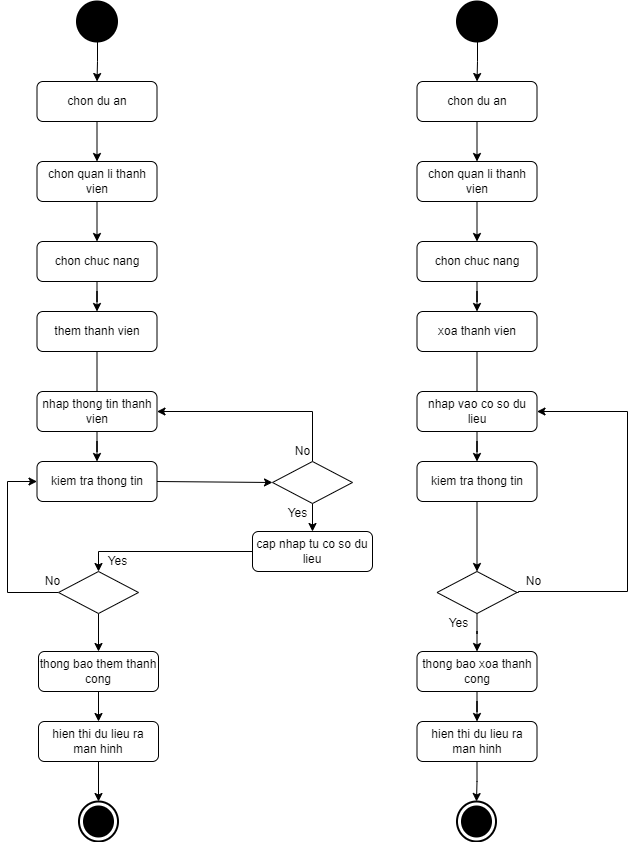 chon du an
chon quan li thanh
vien
chon chuc nang
them thanh vien
nhap thong tin thanh
vien
kiem tra thong tin
No
Yes
cap nhap tu co so du
lieu
Yes
No
thong bao them thanh
cong
hien thi du lieu ra
man hinh
chon du an
chon quan li thanh
vien
chon chuc nang
xoa thanh vien
nhap vao co so du
lieu
kiem tra thong tin
No
Yes
thong bao xoa thanh
cong
hien thi du lieu ra
man hinh